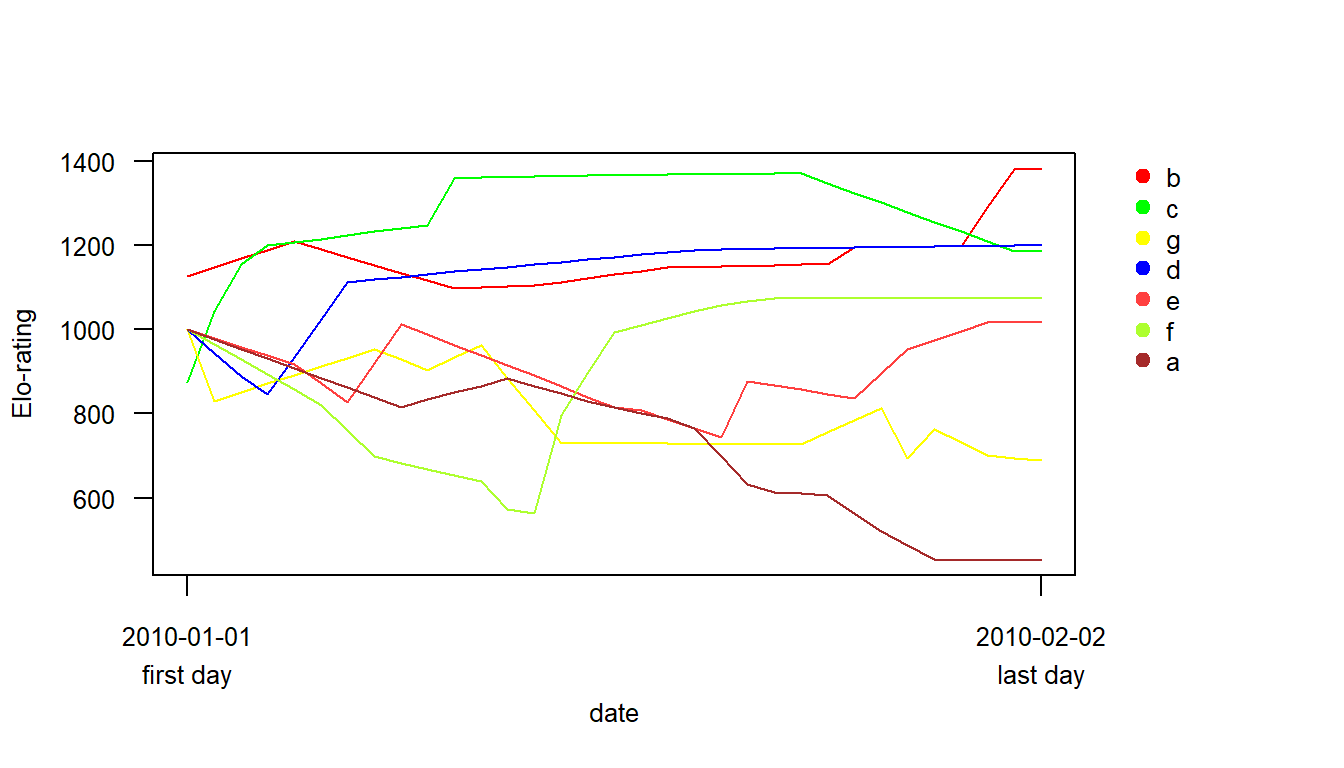 1400
1200
1000
800
600
Elo-rating
b
c
g
d
e
f
a
2010-01-01
first day
2010-02-02
last day
date